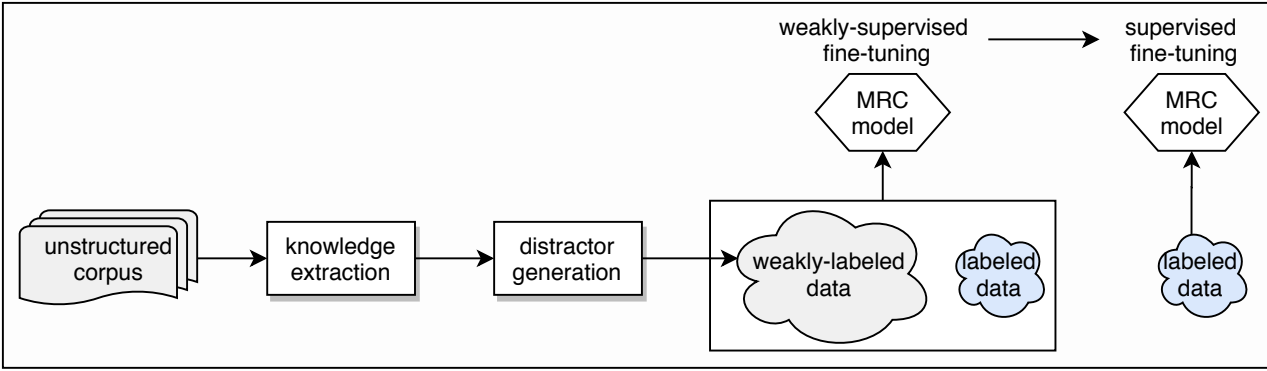 weakly-supervised
fine-tuning
supervised
fine-tuning
MRC
model
MRC
model
unstructured
corpus
knowledge
extraction
distractor
generation
weakly-labeled
data
labeled
data
labeled
data